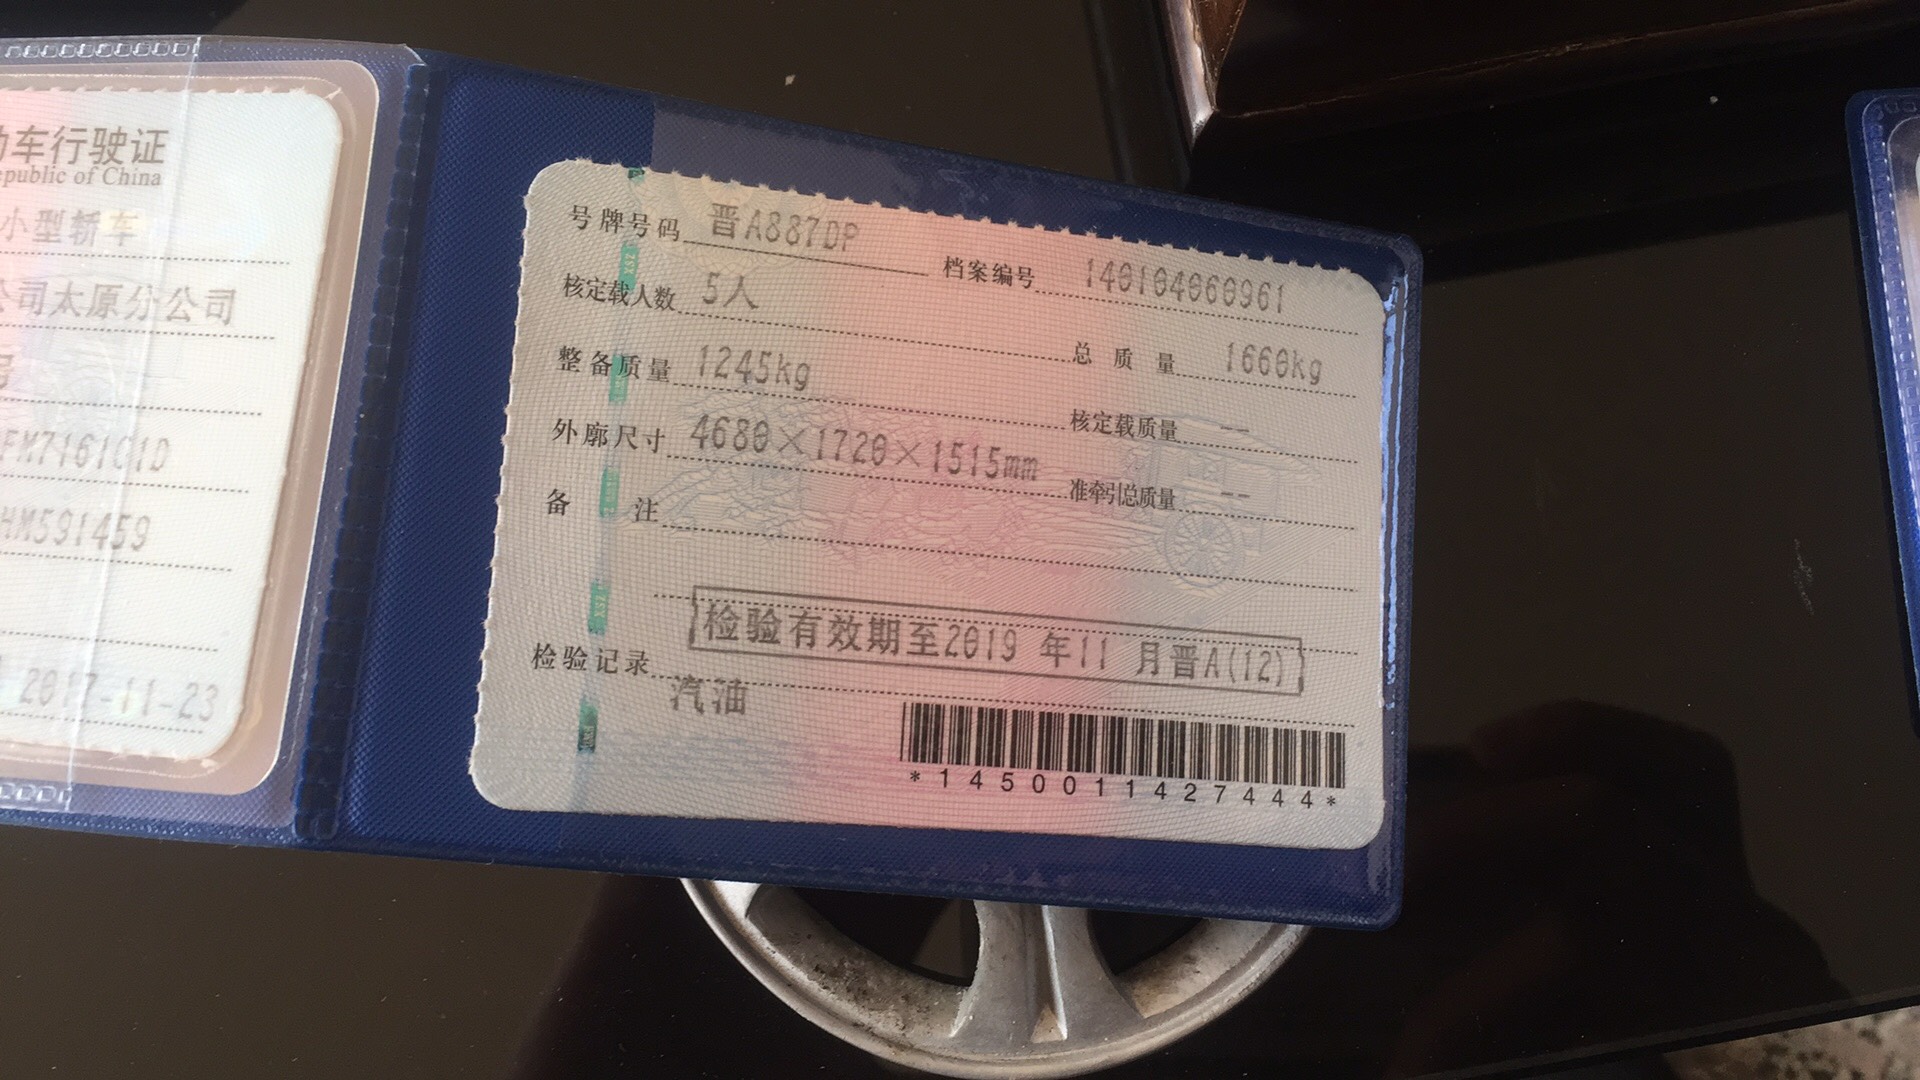 车行驶证
epublic of China
小型轿车
公司太原分公司
FM7161C1D
HM591459
2017-11-23
号牌号码 晋A887DP
档案编号 140104060961
核定载人数 5人
总质量 1660kg
整备质量 1245kg
核定载质量 --
外廓尺寸 4680×1720×1515mm
准牵引总质量 --
备注
检验有效期至2019年11月晋A(12)
检验记录
汽油
*1450011427444*